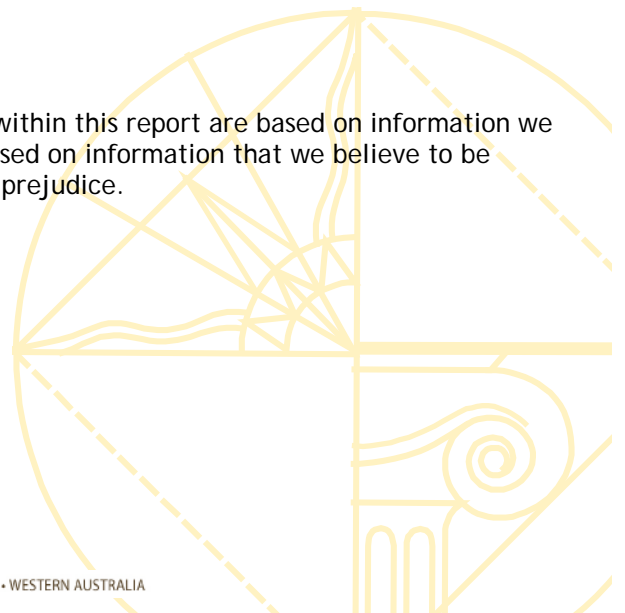 within this report are based on information we
sed on information that we believe to be
prejudice.
• WESTERN AUSTRALIA